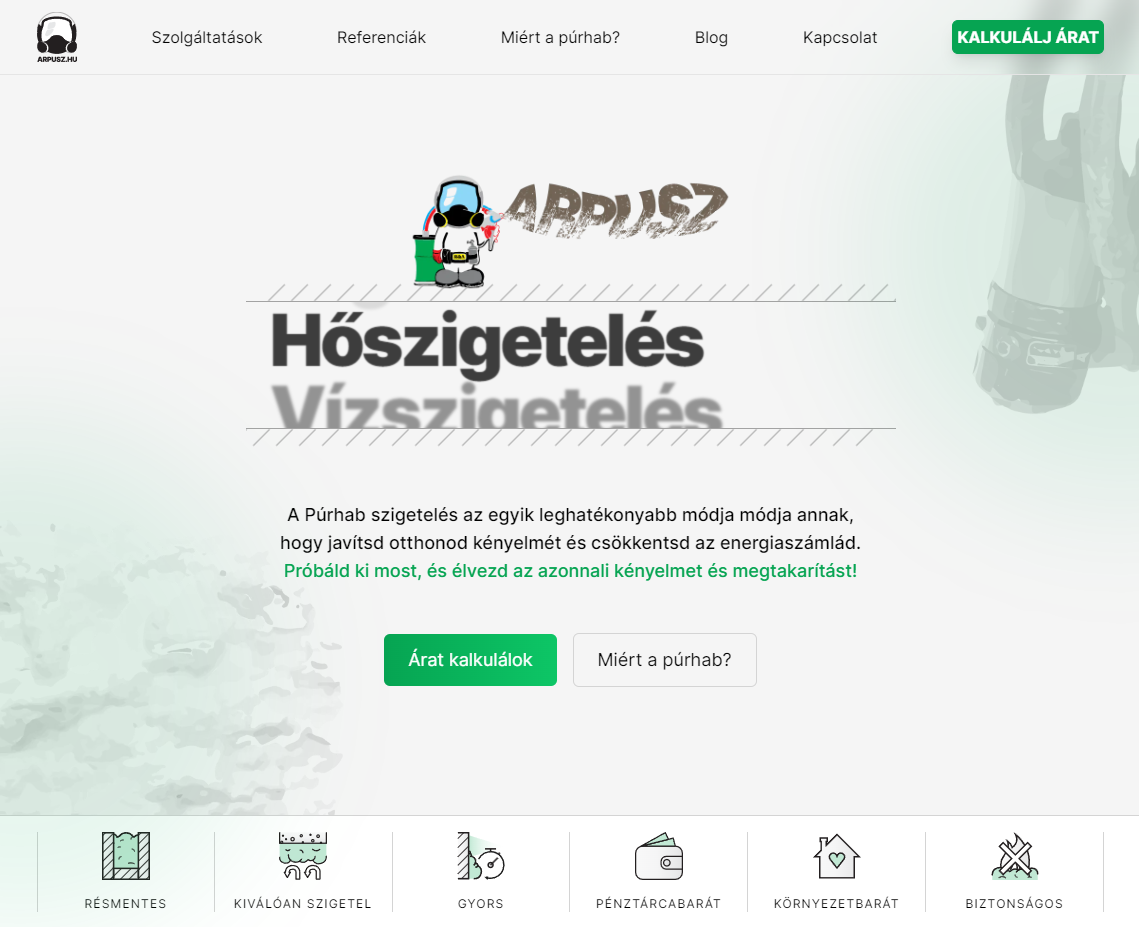 ARPUSZ.HU
Szolgáltatások
Referenciák
Miért a púrhab?
Blog
Kapcsolat
KALKULÁLJ ÁRAT
ARPUSZ
Hőszigetelés
Vízszigetelés
A Púrhab szigetelés az egyik leghatékonyabb módja módja annak,
hogy javítsd otthonod kényelmét és csökkentsd az energiaszámlád.
Próbáld ki most, és élvezd az azonnali kényelmet és megtakarítást!
Árat kalkulálok
Miért a púrhab?
RÉSMENTES
KIVÁLÓAN SZIGETEL
GYORS
PÉNZTÁRCABARÁT
KÖRNYEZETBARÁT
BIZTONSÁGOS